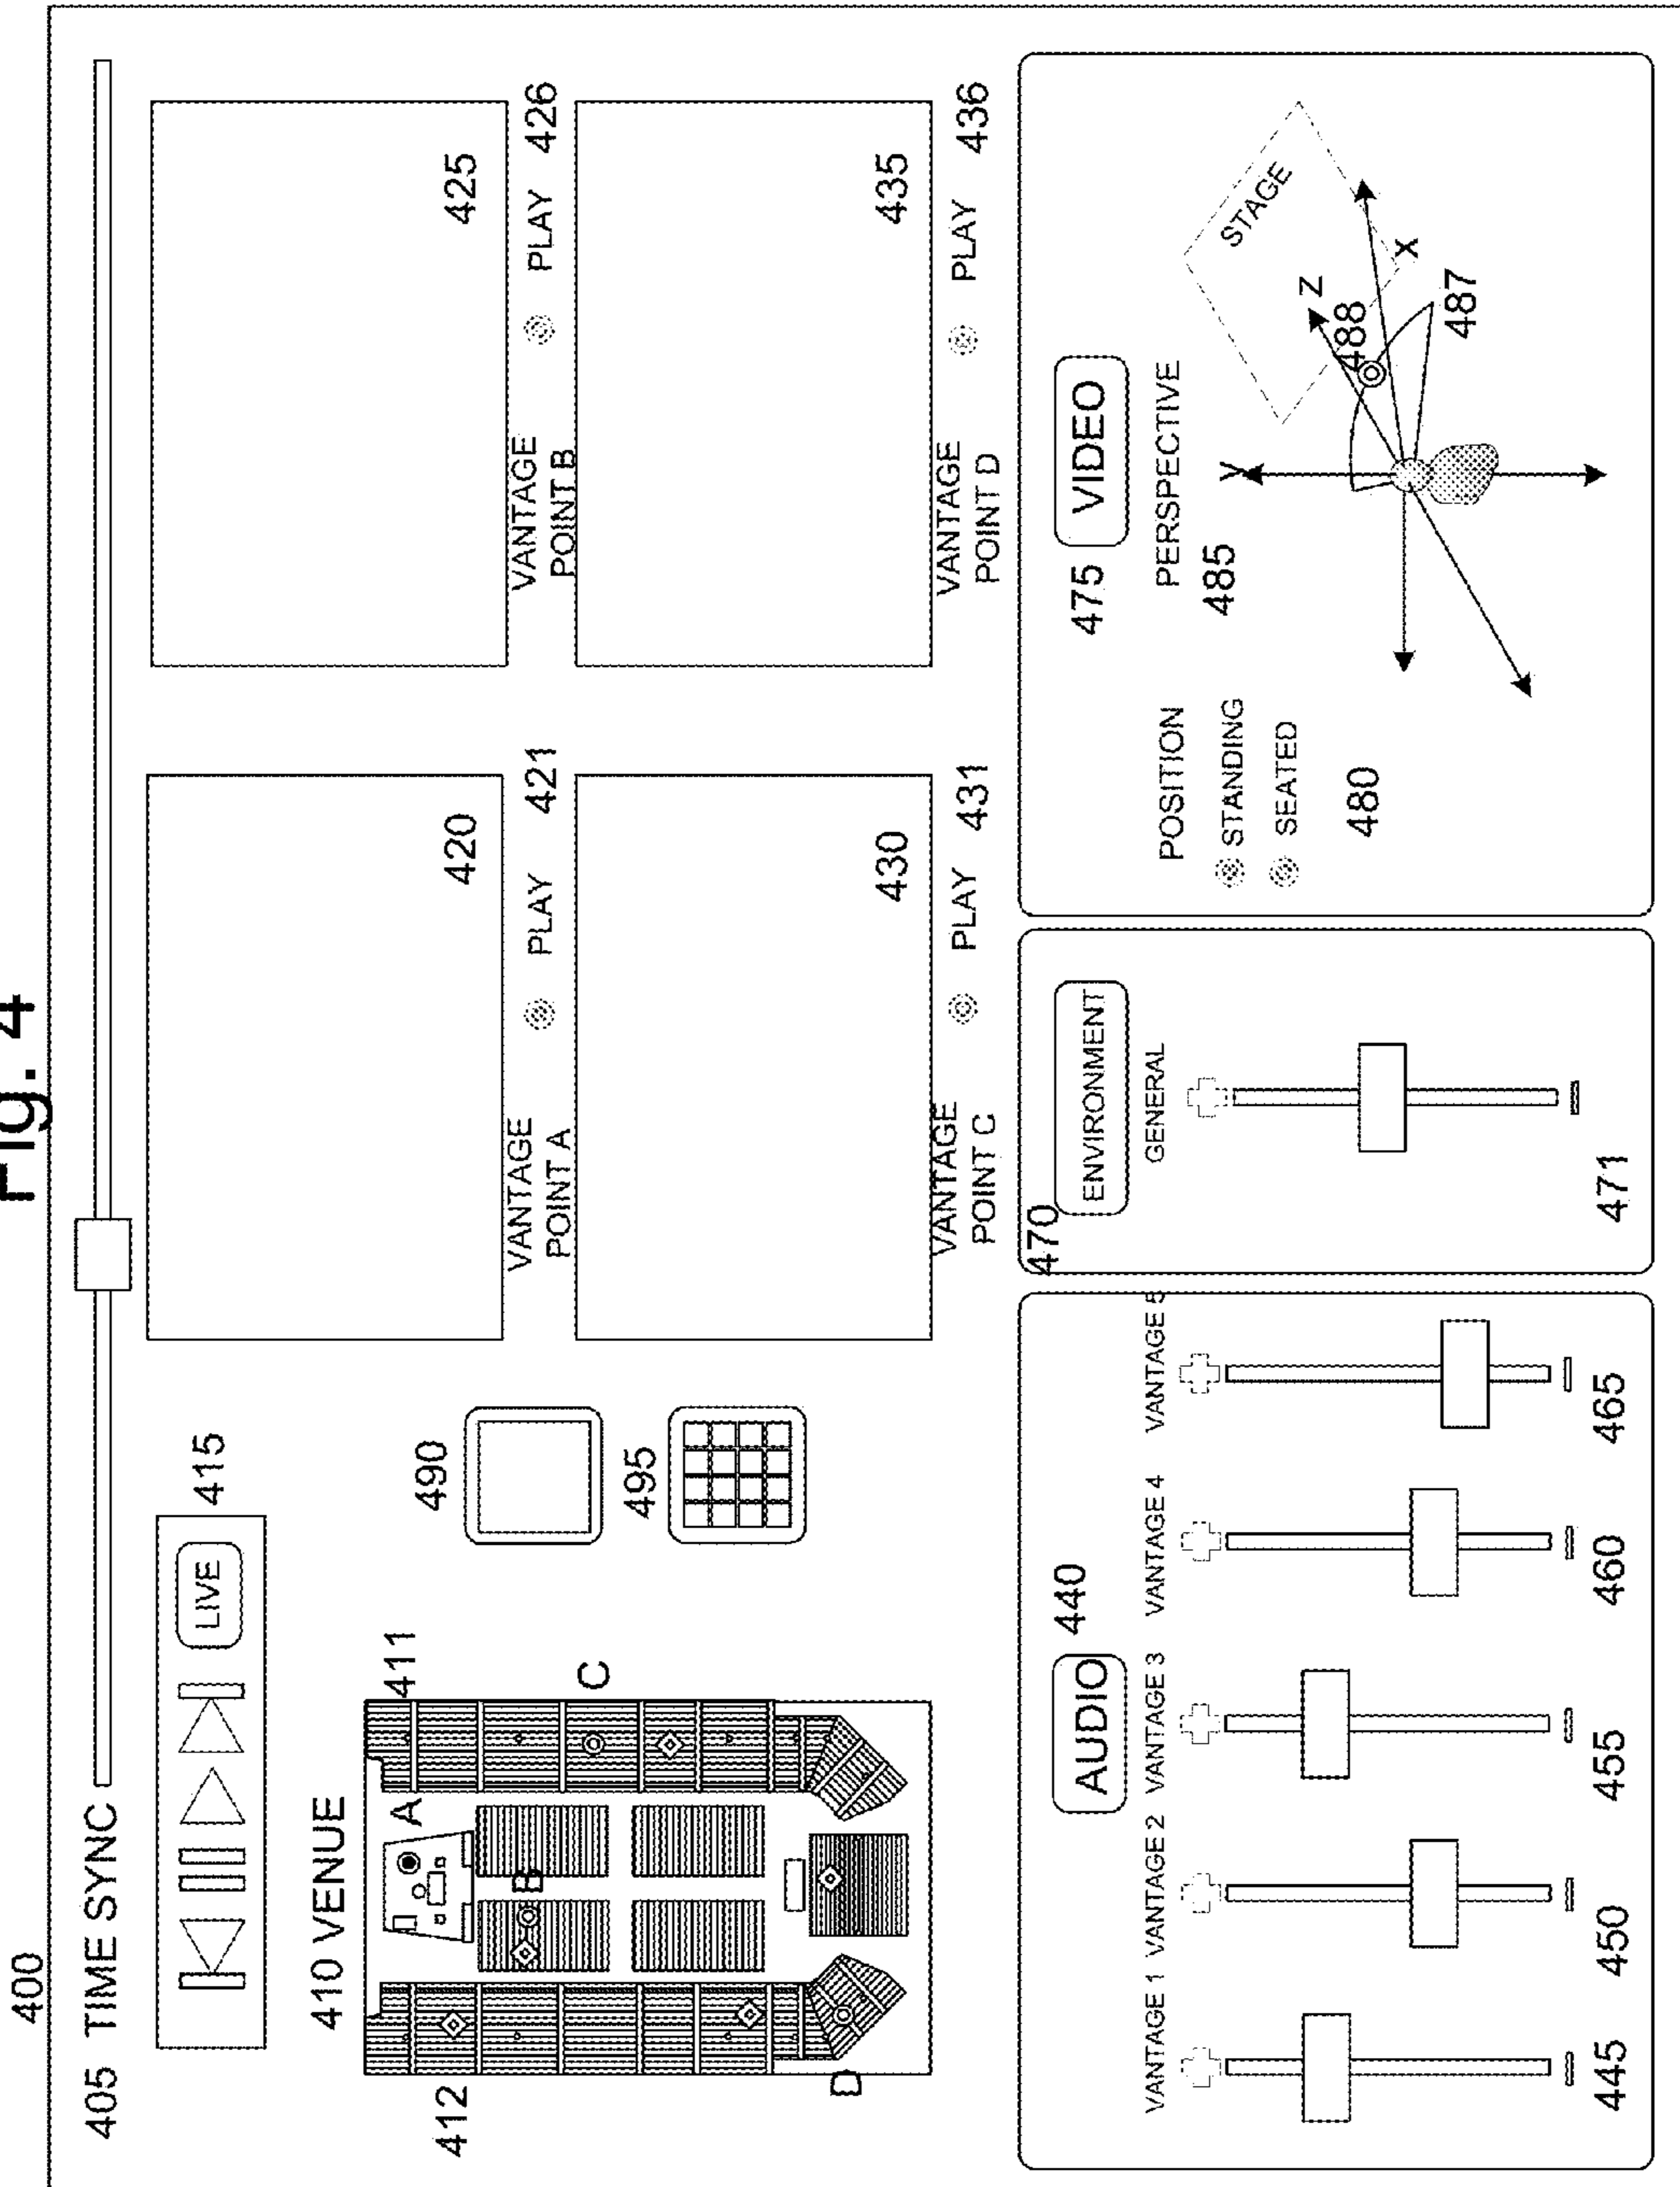 Fig. 4
400
405 TIME SYNC
415
LIVE
410 VENUE
411
412
A
B
C
D
490
495
420
VANTAGE
POINT A
PLAY 421
425
VANTAGE
POINT B
PLAY 426
430
VANTAGE
POINT C
PLAY 431
435
VANTAGE
POINT D
PLAY 436
AUDIO 440
VANTAGE 1 VANTAGE 2 VANTAGE 3 VANTAGE 4 VANTAGE 5
445 450 455 460 465
470
ENVIRONMENT
GENERAL
471
475 VIDEO
POSITION
STANDING
SEATED
480
PERSPECTIVE
485
STAGE
Y
Z
X
488
487